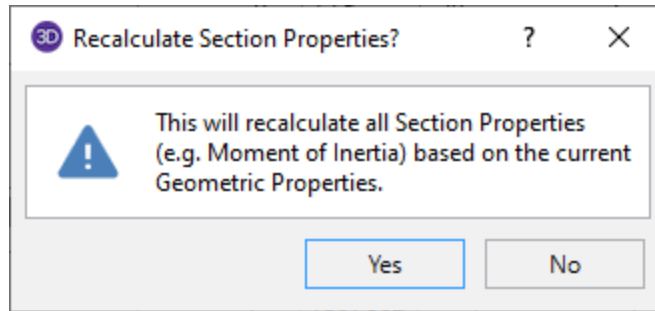 3D Recalculate Section Properties? ?
This will recalculate all Section Properties
(e.g. Moment of Inertia) based on the current
Geometric Properties.
Yes No